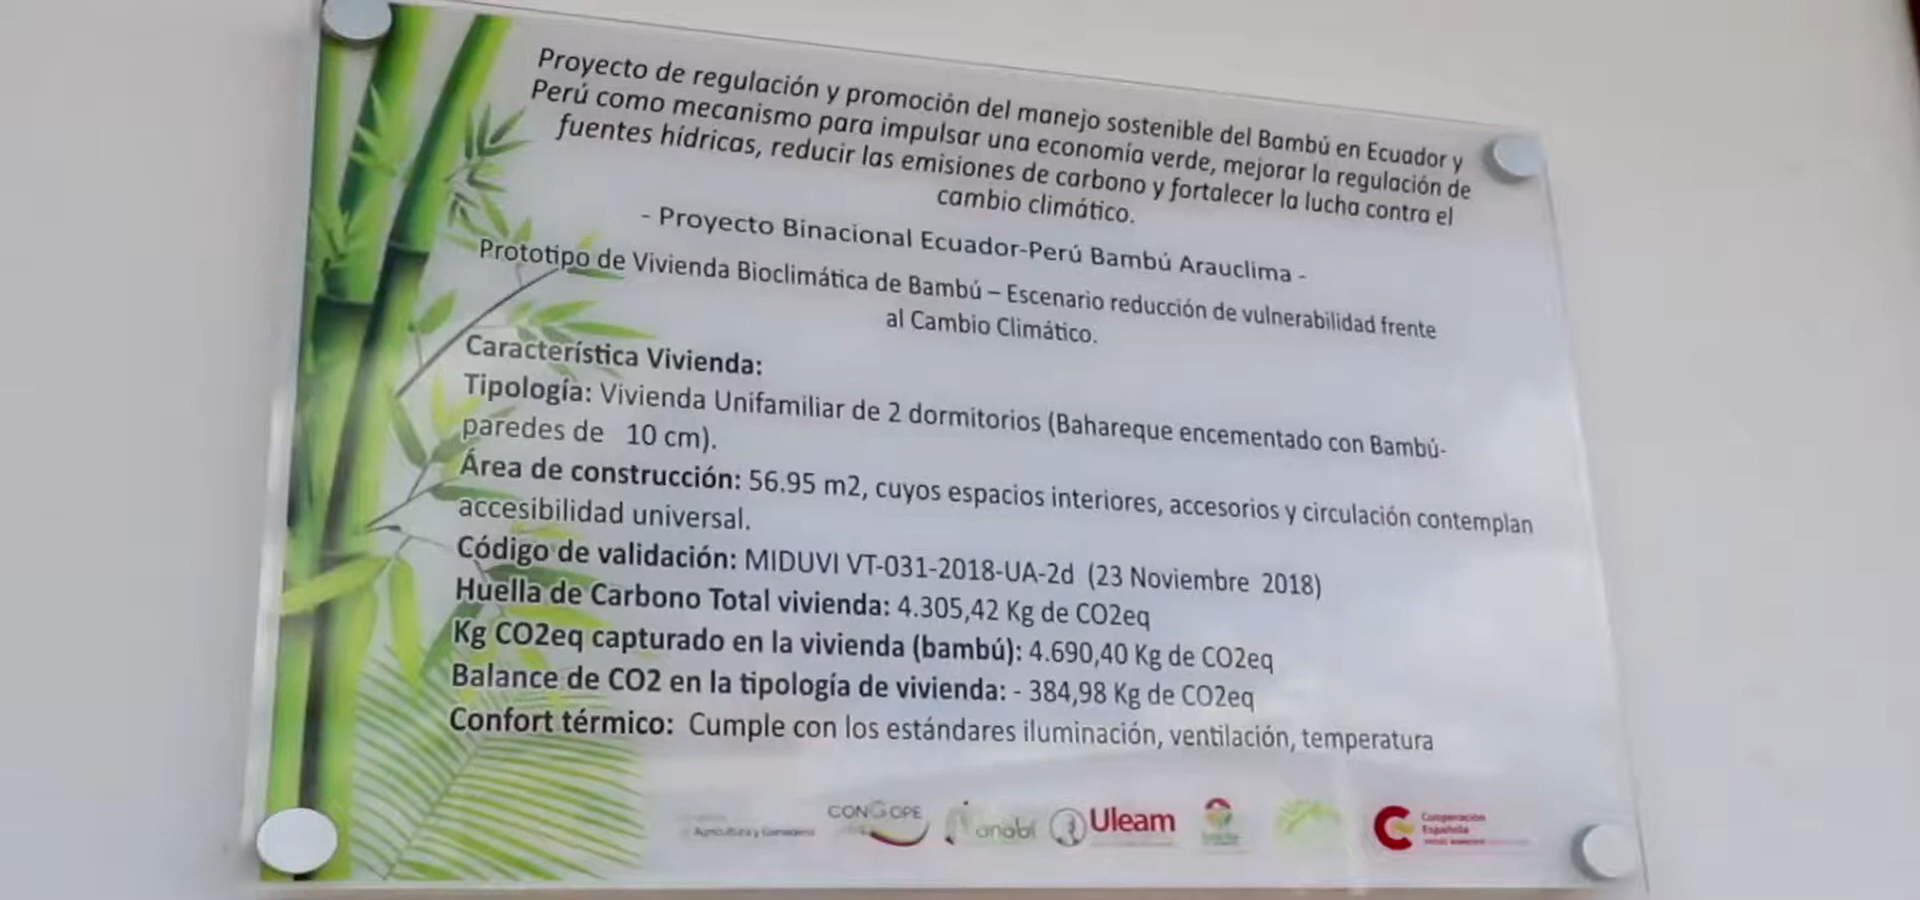 Proyecto de regulación y promoción del manejo sostenible del Bambú en Ecuador y
Perú como mecanismo para impulsar una economía verde, mejorar la regulación de
fuentes hídricas, reducir las emisiones de carbono y fortalecer la lucha contra el
cambio climático.
- Proyecto Binacional Ecuador-Perú Bambú Arauclima -
Prototipo de Vivienda Bioclimática de Bambú – Escenario reducción de vulnerabilidad frente
al Cambio Climático.
Característica Vivienda:
Tipología: Vivienda Unifamiliar de 2 dormitorios (Bahareque encementado con Bambú-
paredes de 10 cm).
Área de construcción: 56.95 m2, cuyos espacios interiores, accesorios y circulación contemplan
accesibilidad universal.
Código de validación: MIDUVI VT-031-2018-UA-2d (23 Noviembre 2018)
Huella de Carbono Total vivienda: 4.305,42 Kg de CO2eq
Kg CO2eq capturado en la vivienda (bambú): 4.690,40 Kg de CO2eq
Balance de CO2 en la tipología de vivienda: - 384,98 Kg de CO2eq
Confort térmico: Cumple con los estándares iluminación, ventilación, temperatura
Agricultura y Ganadería
CONGOPE
Uleam
Cooperación
Española